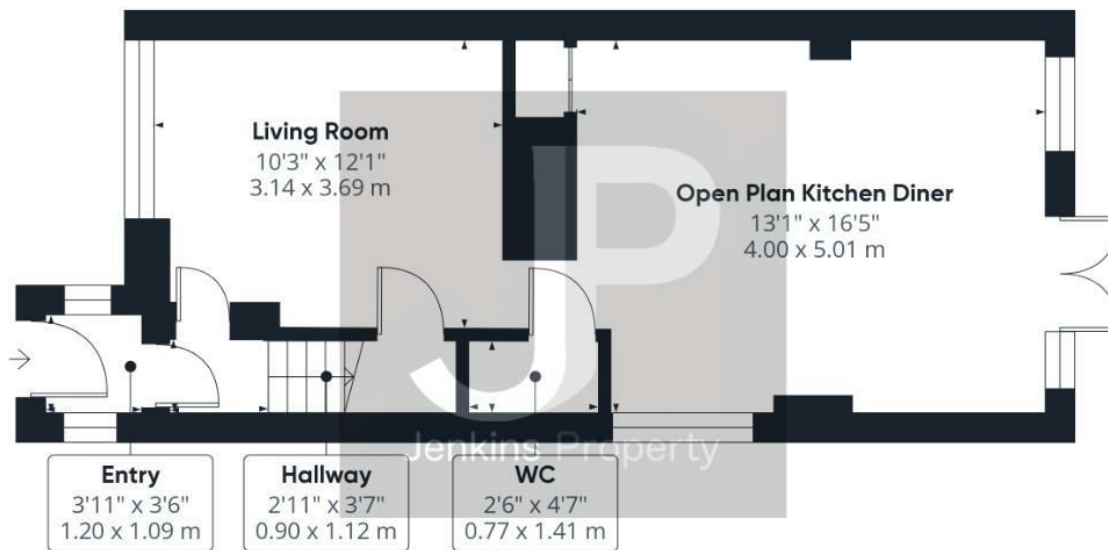 Living Room
10'3" x 12'1"
3.14 x 3.69 m
Open Plan Kitchen Diner
13'1" x 16'5"
4.00 x 5.01 m
JP
Jenkins Property
Entry
3'11" x 3'6"
1.20 x 1.09 m
Hallway
2'11" x 3'7"
0.90 x 1.12 m
WC
2'6" x 4'7"
0.77 x 1.41 m